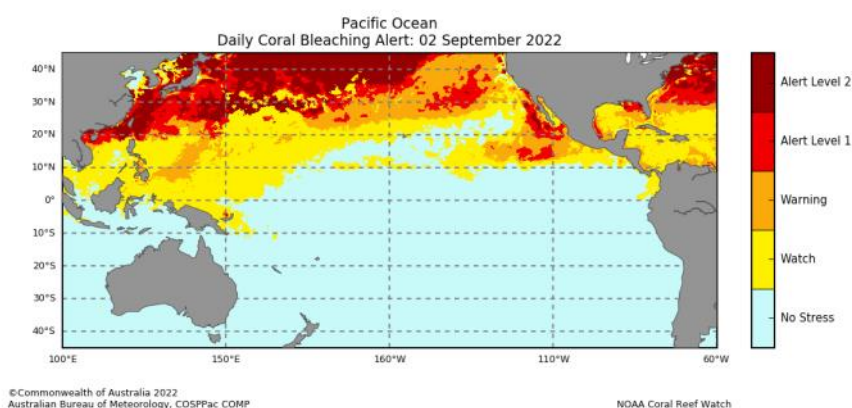 Pacific Ocean
Daily Coral Bleaching Alert: 02 September 2022
40°N
30°N
20°N
10°N
0°
10°S
20°S
30°S
40°S
100°E 150°E 160°W 110°W 60°W
Alert Level 2
Alert Level 1
Warning
Watch
No Stress
©Commonwealth of Australia 2022
Australian Bureau of Meteorology, COSPPac COMP NOAA Coral Reef Watch